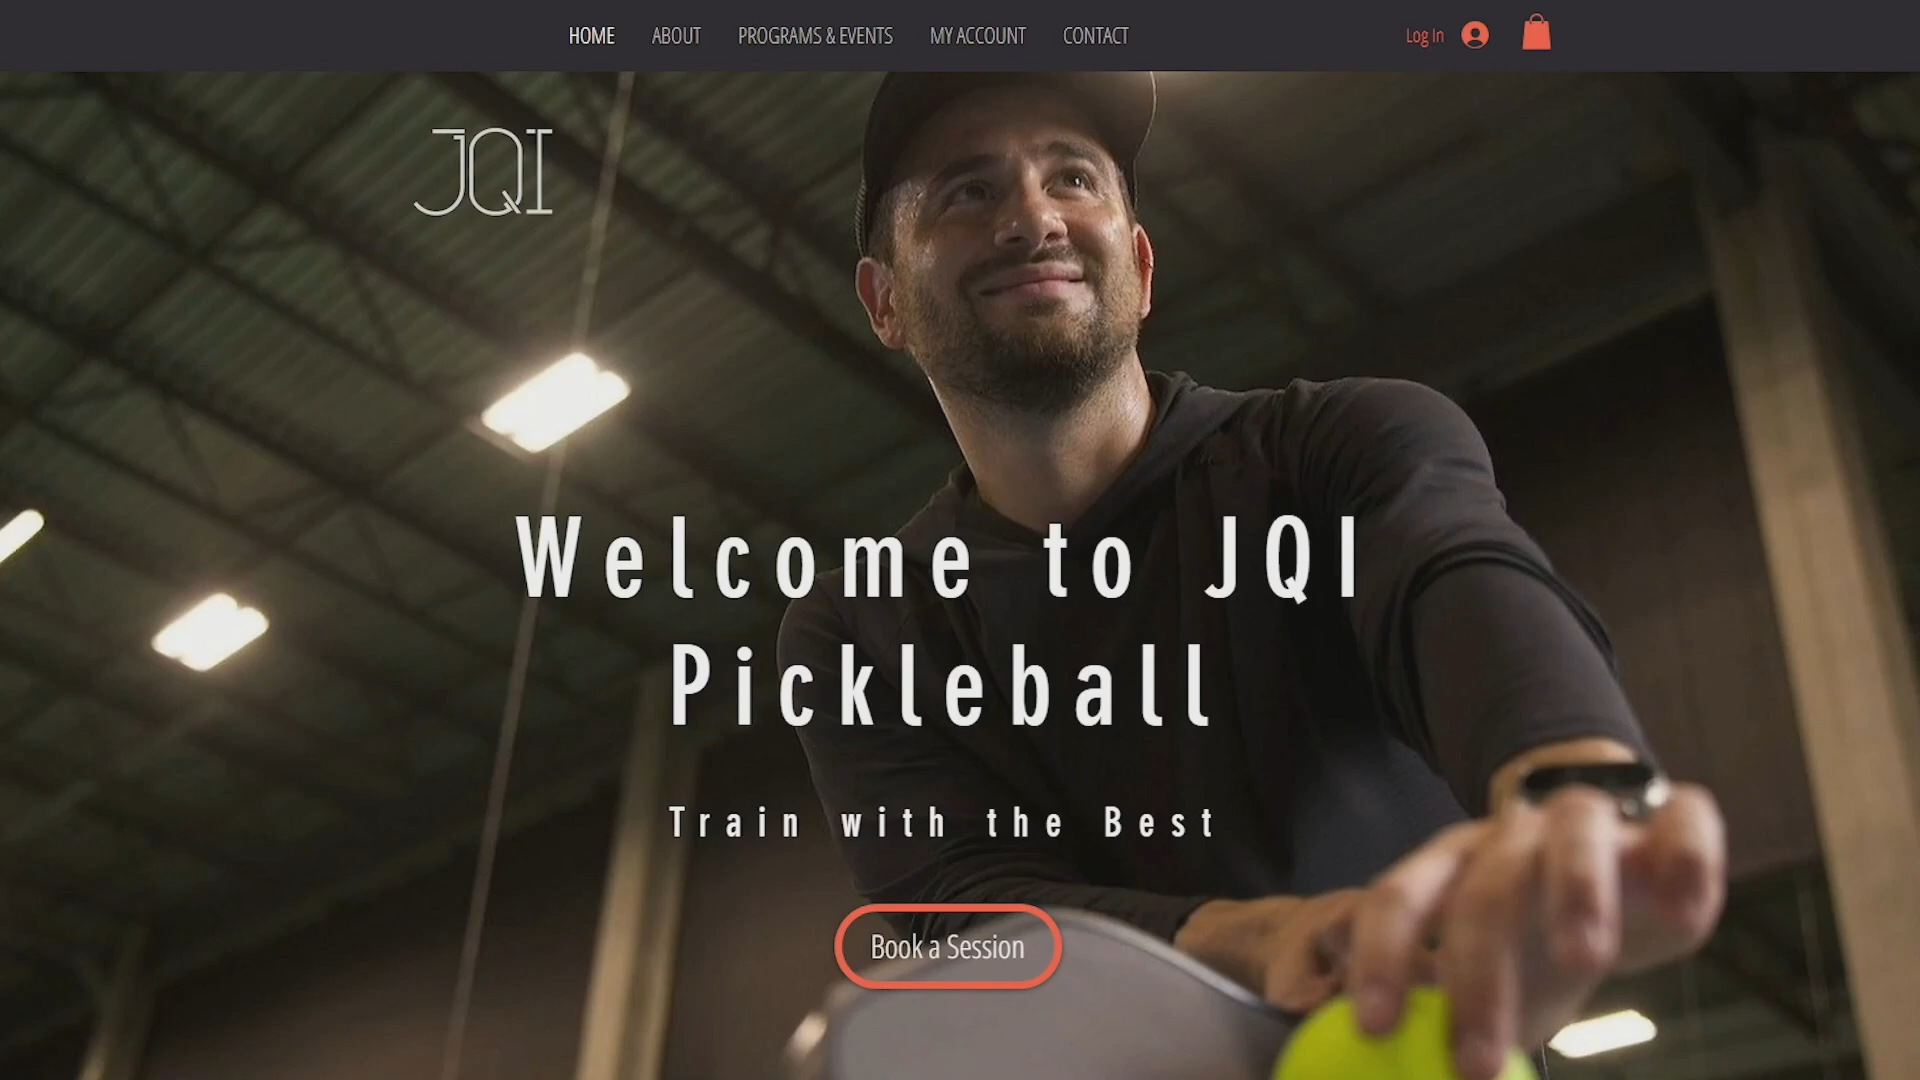 HOME ABOUT PROGRAMS & EVENTS MY ACCOUNT CONTACT Log In
JQI
Welcome to JQI
Pickleball
Train with the Best
Book a Session